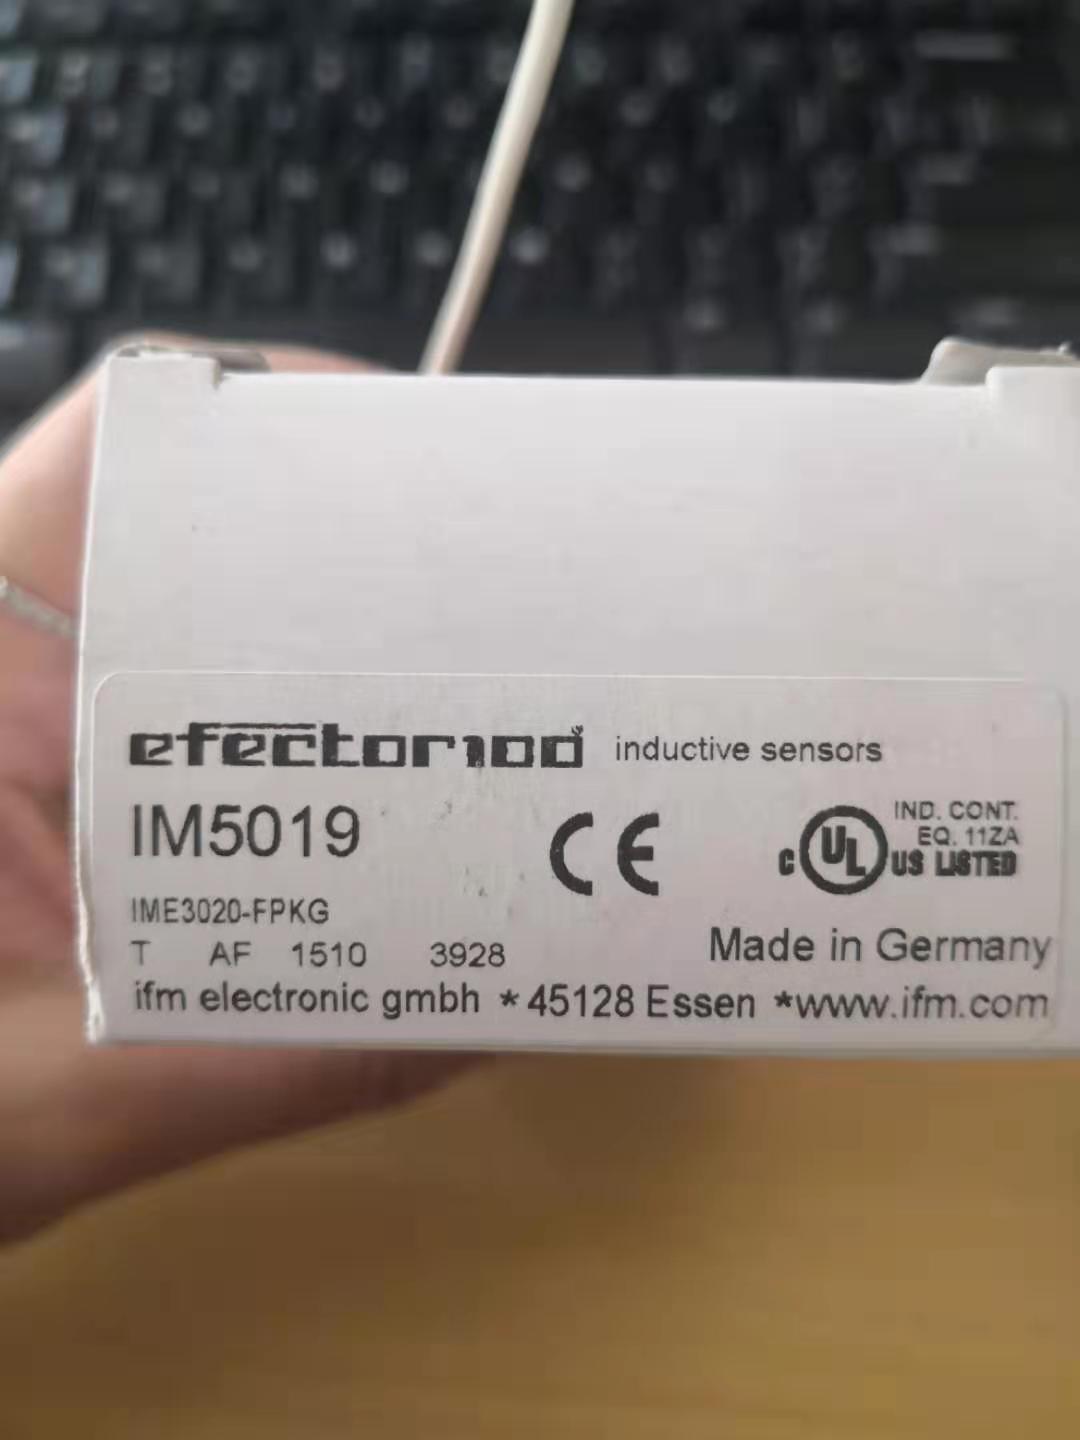 efector100 inductive sensors
IM5019
CE
IND. CONT.
EQ. 11ZA
C UL US LISTED
IME3020-FPKG
T AF 1510 3928
Made in Germany
ifm electronic gmbh * 45128 Essen *www.ifm.com